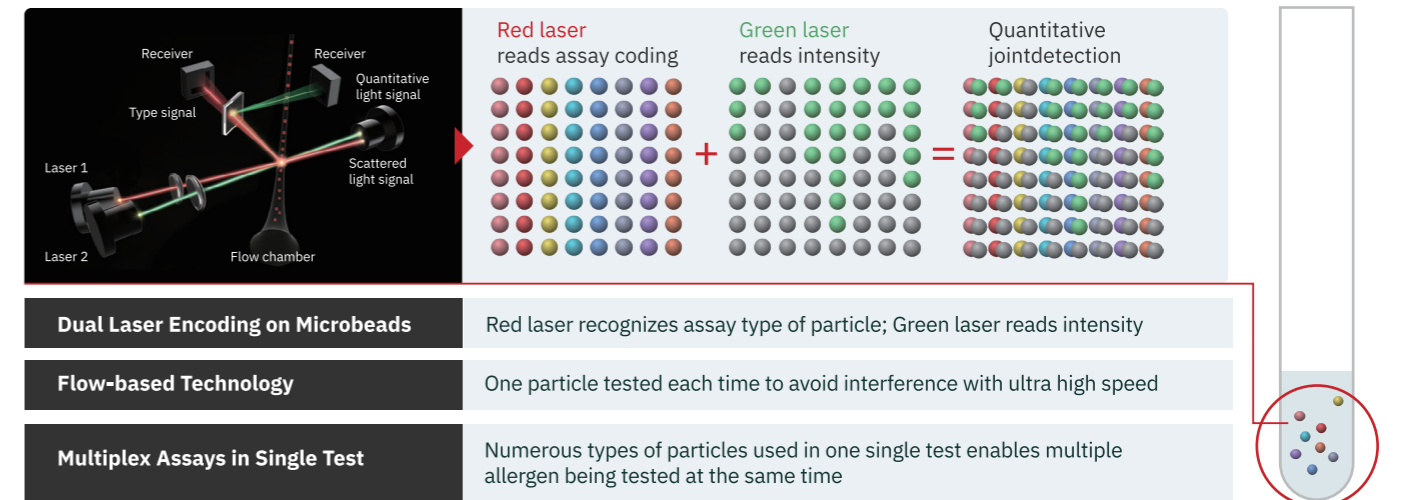 Receiver
Receiver
Quantitative
light signal
Type signal
Scattered
light signal
Laser 1
Laser 2
Flow chamber
Red laser
reads assay coding
+
Green laser
reads intensity
=
Quantitative
jointdetection
Dual Laser Encoding on Microbeads
Red laser recognizes assay type of particle; Green laser reads intensity
Flow-based Technology
One particle tested each time to avoid interference with ultra high speed
Multiplex Assays in Single Test
Numerous types of particles used in one single test enables multiple
allergen being tested at the same time